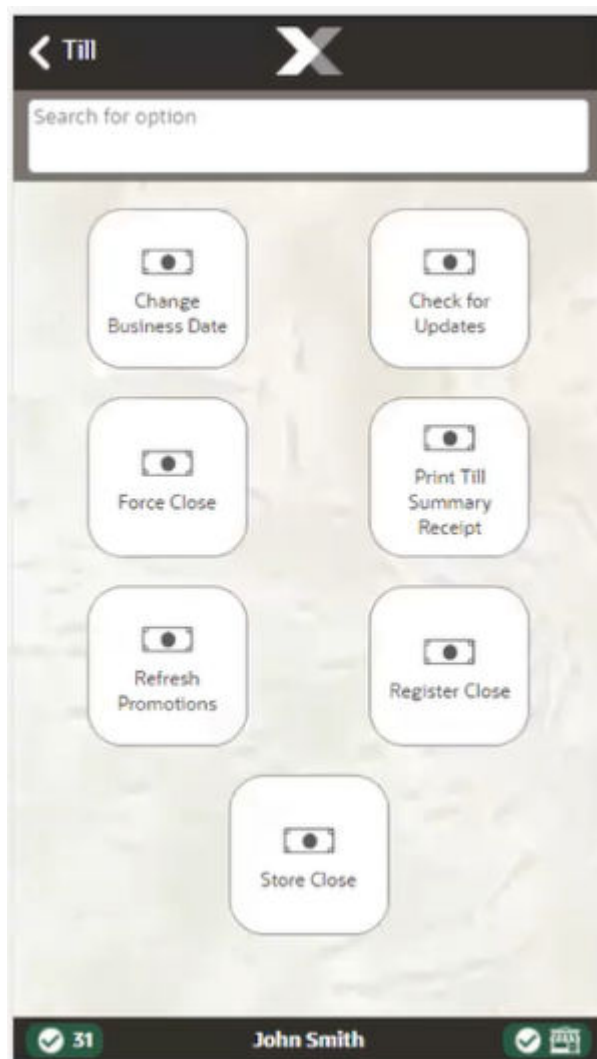 Till
Search for option
Change
Business Date
Check for
Updates
Force Close
Print Till
Summary
Receipt
Refresh
Promotions
Register Close
Store Close
31
John Smith